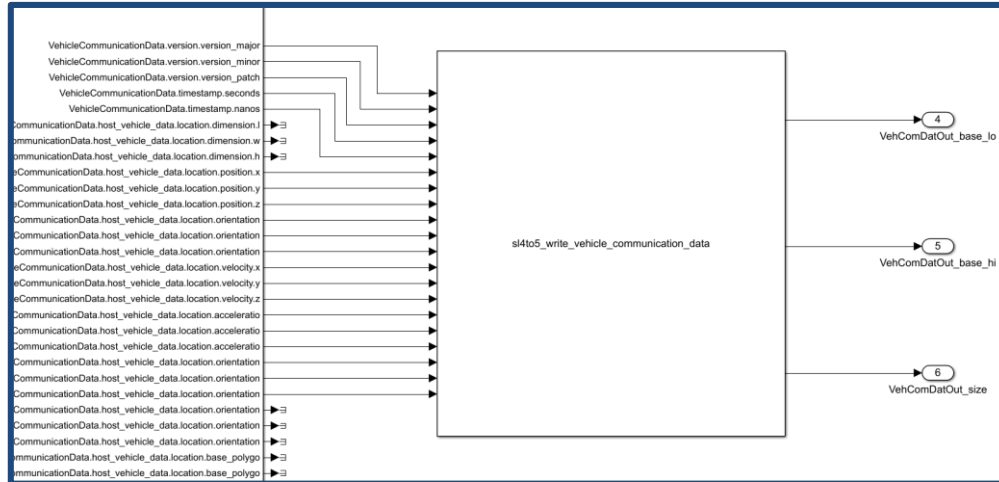 VehicleCommunicationData.version.version_major
VehicleCommunicationData.version.version_minor
VehicleCommunicationData.version.version_patch
VehicleCommunicationData.timestamp.seconds
VehicleCommunicationData.timestamp.nanos
CommunicationData.host_vehicle_data.location.dimension.l
ommunicationData.host_vehicle_data.location.dimension.w
ommunicationData.host_vehicle_data.location.dimension.h
eCommunicationData.host_vehicle_data.location.position.x
eCommunicationData.host_vehicle_data.location.position.y
eCommunicationData.host_vehicle_data.location.position.z
CommunicationData.host_vehicle_data.location.orientation
CommunicationData.host_vehicle_data.location.orientation
CommunicationData.host_vehicle_data.location.orientation
eCommunicationData.host_vehicle_data.location.velocity.x
eCommunicationData.host_vehicle_data.location.velocity.y
eCommunicationData.host_vehicle_data.location.velocity.z
CommunicationData.host_vehicle_data.location.acceleratio
CommunicationData.host_vehicle_data.location.acceleratio
CommunicationData.host_vehicle_data.location.acceleratio
CommunicationData.host_vehicle_data.location.orientation
CommunicationData.host_vehicle_data.location.orientation
CommunicationData.host_vehicle_data.location.orientation
CommunicationData.host_vehicle_data.location.orientation
CommunicationData.host_vehicle_data.location.orientation
CommunicationData.host_vehicle_data.location.orientation
ommunicationData.host_vehicle_data.location.base_polygo
ommunicationData.host_vehicle_data.location.base_polygo
sl4to5_write_vehicle_communication_data
4
VehComDatOut_base_lo
5
VehComDatOut_base_hi
6
VehComDatOut_size